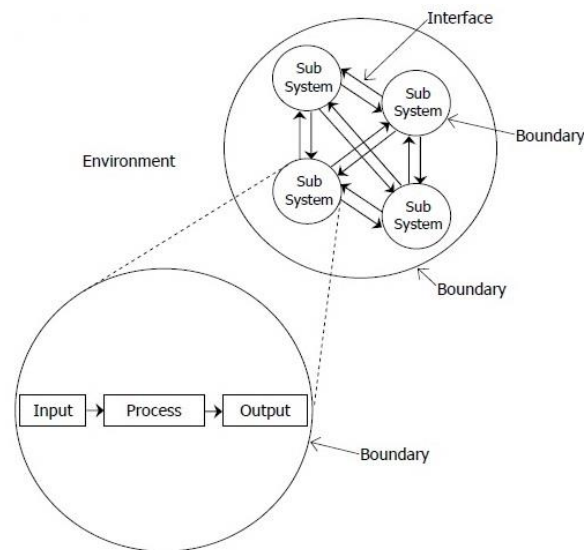 Interface
Sub
System
Sub
System
Boundary
Environment
Sub
System
Sub
System
Boundary
Input
Process
Output
Boundary